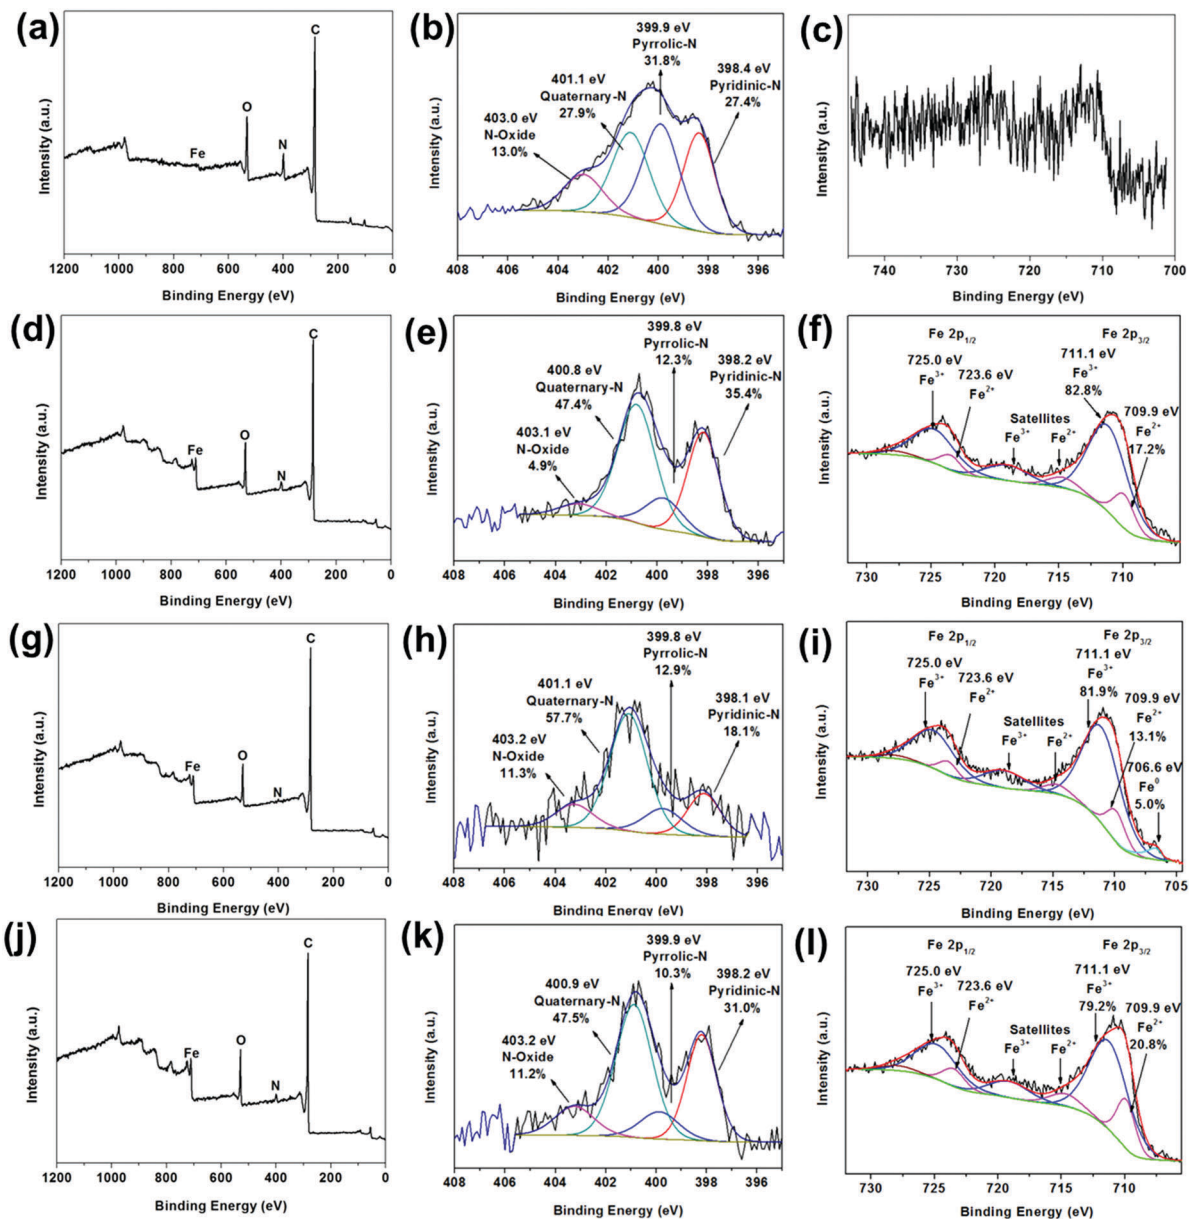 (a)
C
O
N
Fe
Intensity (a.u.)
1200 1000 800 600 400 200 0
Binding Energy (eV)
(b)
399.9 eV
Pyrrolic-N
31.8%
398.4 eV
Pyridinic-N
27.4%
401.1 eV
Quaternary-N
27.9%
403.0 eV
N-Oxide
13.0%
Intensity (a.u.)
408 406 404 402 400 398 396
Binding Energy (eV)
(c)
Intensity (a.u.)
740 730 720 710 700
Binding Energy (eV)
(d)
C
Fe
O
N
Intensity (a.u.)
1200 1000 800 600 400 200 0
Binding Energy (eV)
(e)
399.8 eV
Pyrrolic-N
12.3%
398.2 eV
Pyridinic-N
35.4%
400.8 eV
Quaternary-N
47.4%
403.1 eV
N-Oxide
4.9%
Intensity (a.u.)
408 406 404 402 400 398 396
Binding Energy (eV)
(f)
Fe 2p1/2
Fe 2p3/2
725.0 eV
Fe3+
723.6 eV
Fe2+
711.1 eV
Fe3+
82.8%
709.9 eV
Fe2+
17.2%
Satellites
Fe3+ Fe2+
Intensity (a.u.)
730 725 720 715 710
Binding Energy (eV)
(g)
C
Fe
O
N
Intensity (a.u.)
1200 1000 800 600 400 200 0
Binding Energy (eV)
(h)
399.8 eV
Pyrrolic-N
12.9%
401.1 eV
Quaternary-N
57.7%
398.1 eV
Pyridinic-N
18.1%
403.2 eV
N-Oxide
11.3%
Intensity (a.u.)
408 406 404 402 400 398 396
Binding Energy (eV)
(i)
Fe 2p1/2
Fe 2p3/2
725.0 eV
Fe3+
723.6 eV
Fe2+
711.1 eV
Fe3+
81.9%
709.9 eV
Fe2+
13.1%
706.6 eV
Fe0
5.0%
Satellites
Fe3+ Fe2+
Intensity (a.u.)
730 725 720 715 710 705
Binding Energy (eV)
(j)
C
Fe
O
N
Intensity (a.u.)
1200 1000 800 600 400 200 0
Binding Energy (eV)
(k)
399.9 eV
Pyrrolic-N
10.3%
398.2 eV
Pyridinic-N
31.0%
400.9 eV
Quaternary-N
47.5%
403.2 eV
N-Oxide
11.2%
Intensity (a.u.)
408 406 404 402 400 398 396
Binding Energy (eV)
(l)
Fe 2p1/2
Fe 2p3/2
725.0 eV
Fe3+
723.6 eV
Fe2+
711.1 eV
Fe3+
79.2%
709.9 eV
Fe2+
20.8%
Satellites
Fe3+ Fe2+
Intensity (a.u.)
730 725 720 715 710
Binding Energy (eV)